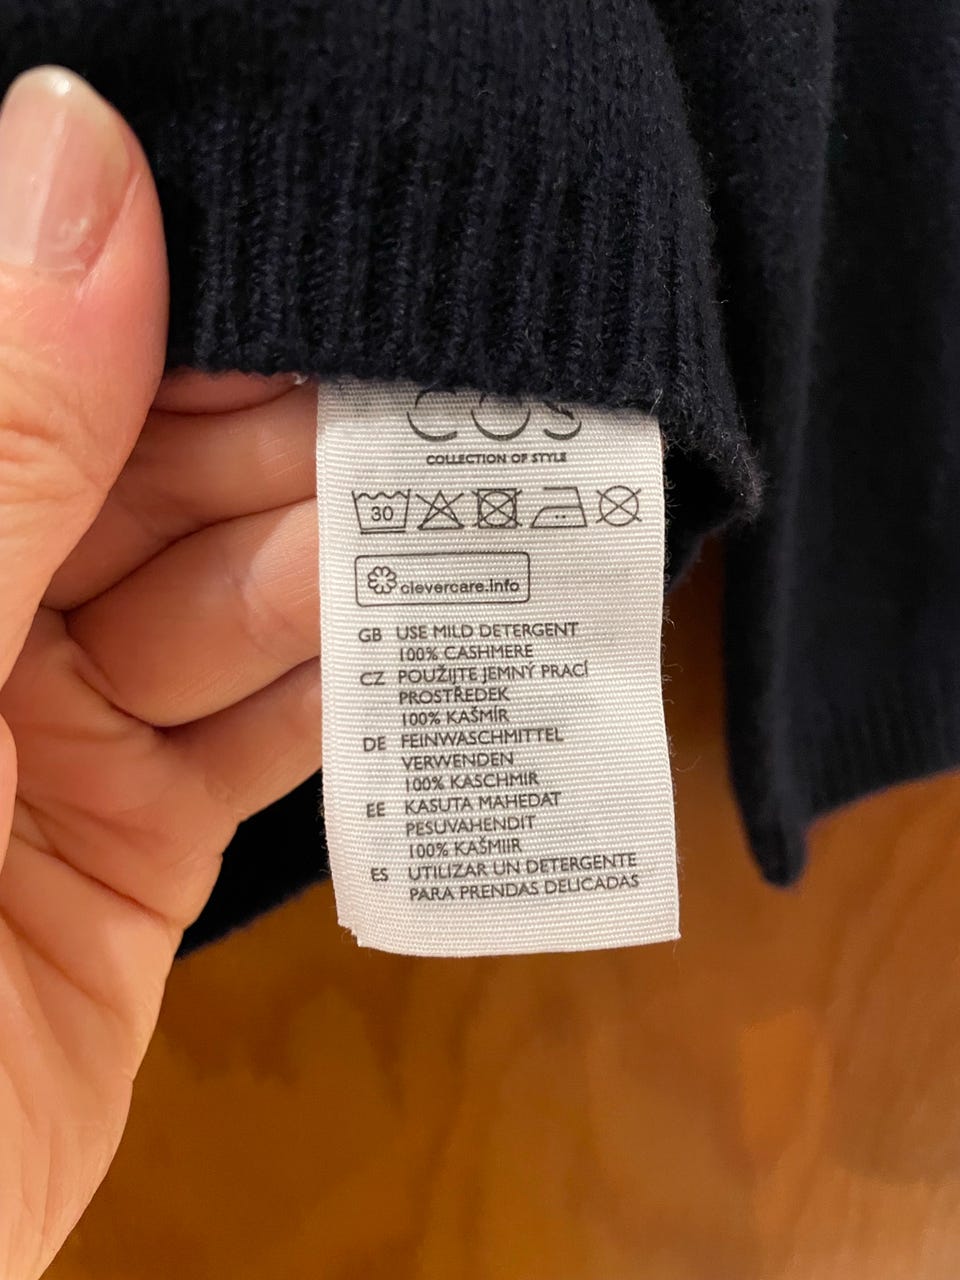 COS
COLLECTION OF STYLE
30
clevercare.info
GB USE MILD DETERGENT
100% CASHMERE
CZ POUŽIJTE JEMNÝ PRACÍ
PROSTŘEDEK
100% KAŠMÍR
DE FEINWASCHMITTEL
VERWENDEN
100% KASCHMIR
EE KASUTA MAHEDAT
PESUVAHENDIT
100% KAŠMIIR
ES UTILIZAR UN DETERGENTE
PARA PRENDAS DELICADAS